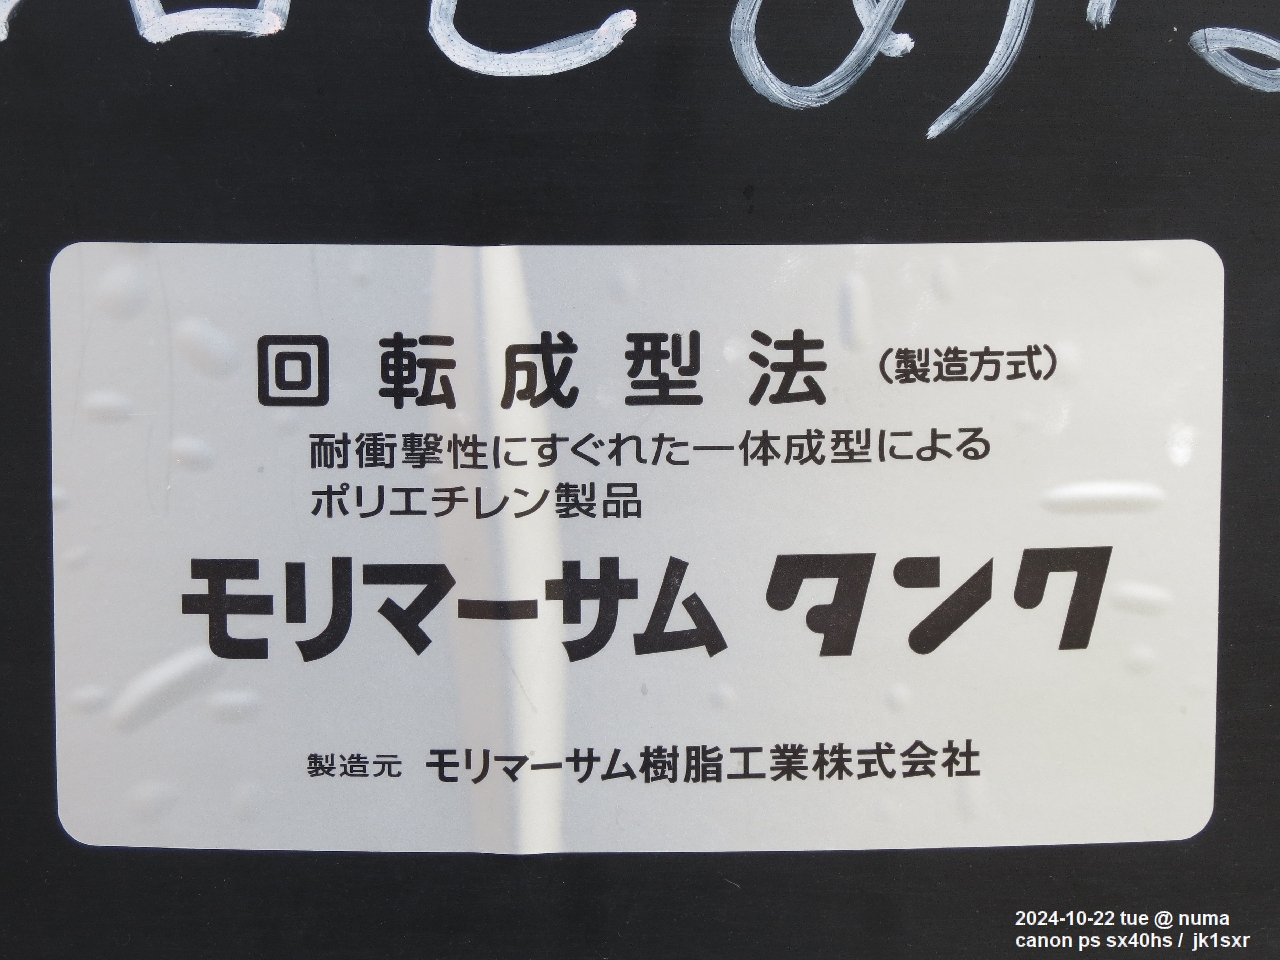 回転成型法 (製造方式)
耐衝撃性にすぐれた一体成型による
ポリエチレン製品
モリマーサム タンク
製造元 モリマーサム樹脂工業株式会社
2024-10-22 tue @ numa
canon ps sx40hs / jk1sxr